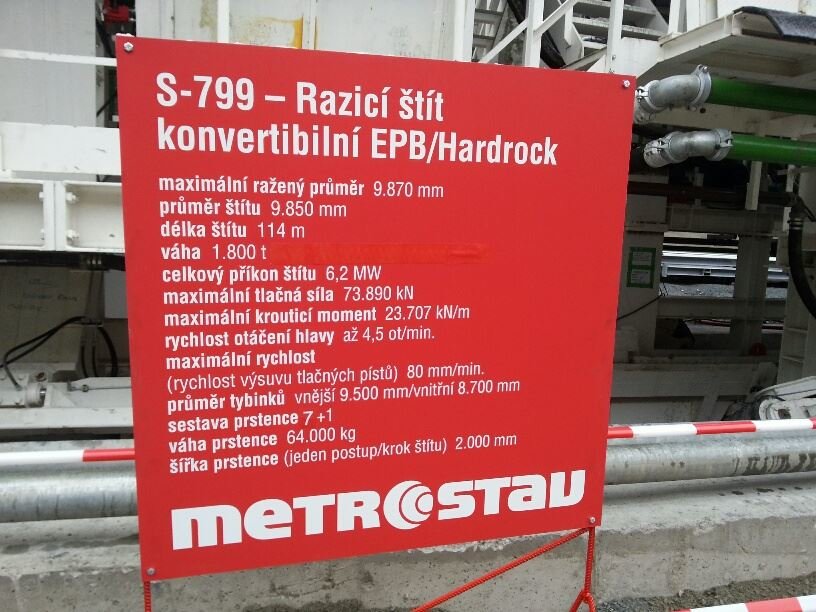 S-799 – Razicí štít
konvertibilní EPB/Hardrock
maximální ražený průměr 9.870 mm
průměr štítu 9.850 mm
délka štítu 114 m
váha 1.800 t
celkový příkon štítu 6,2 MW
maximální tlačná síla 73.890 kN
maximální krouticí moment 23.707 kN/m
rychlost otáčení hlavy až 4,5 ot/min.
maximální rychlost
(rychlost výsuvu tlačných pístů) 80 mm/min.
průměr tybinků vnější 9.500 mm/vnitřní 8.700 mm
sestava prstence 7+1
váha prstence 64.000 kg
šířka prstence (jeden postup/krok štítu) 2.000 mm
METROSTAV